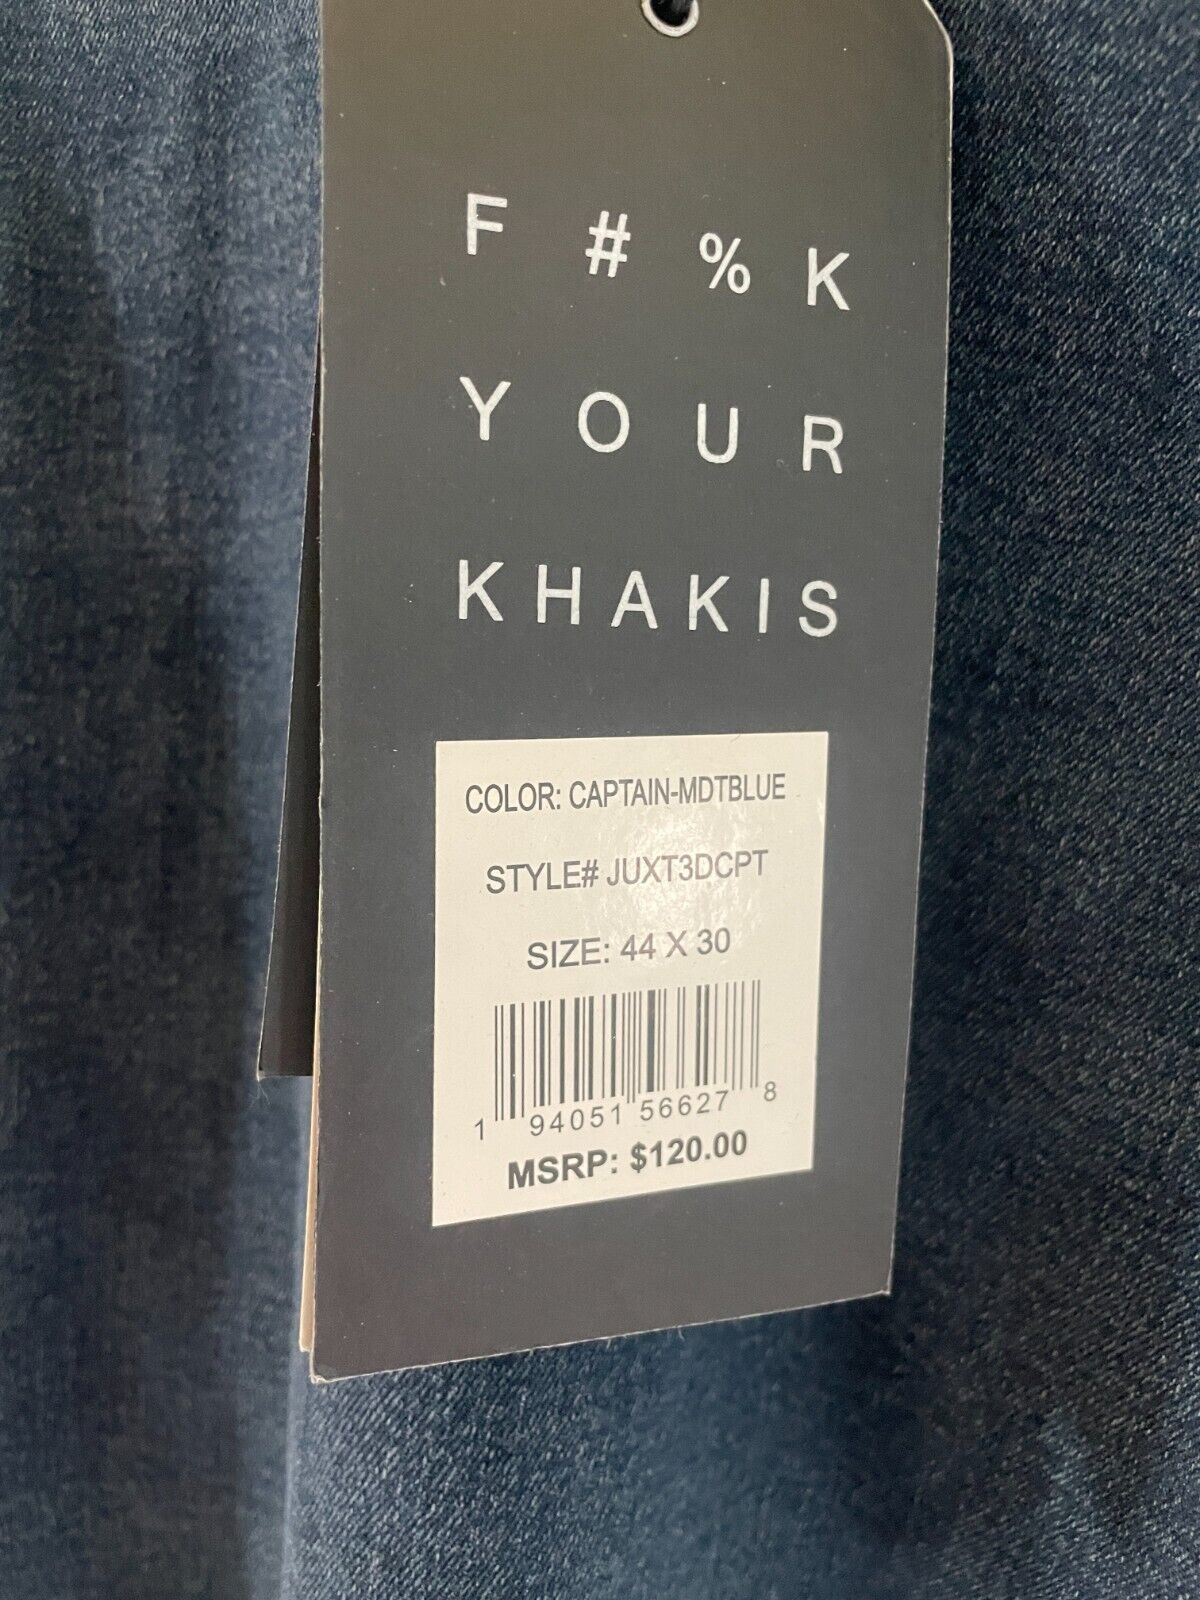 F#%K
YOUR
KHAKIS
COLOR: CAPTAIN-MDTBLUE
STYLE# JUXT3DCPT
SIZE: 44 X 30
1 94051 56627 8
MSRP: $120.00